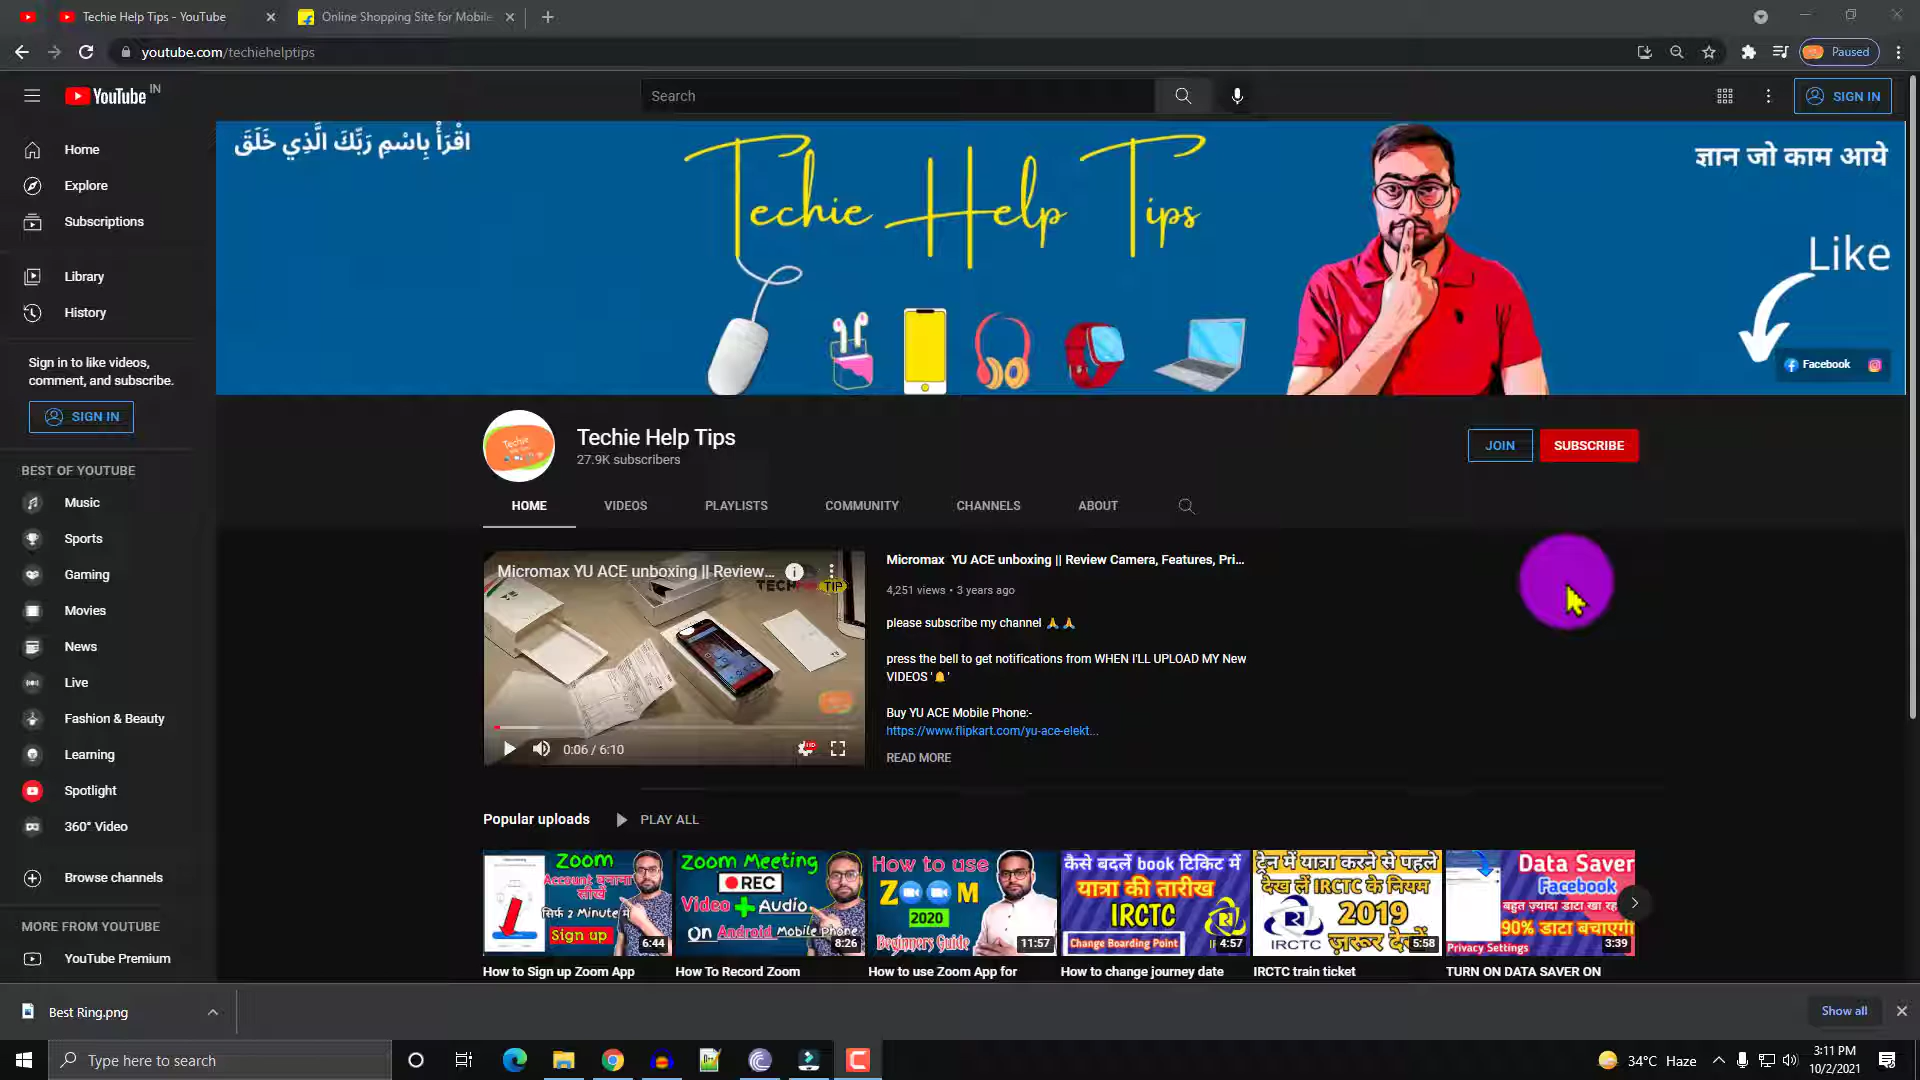 Techie Help Tips - YouTube
Online Shopping Site for Mobile
youtube.com/techiehelptips
Paused
YouTube IN
Search
SIGN IN
Home
Explore
Subscriptions
Library
History
Sign in to like videos,
comment, and subscribe.
SIGN IN
BEST OF YOUTUBE
Music
Sports
Gaming
Movies
News
Live
Fashion & Beauty
Learning
Spotlight
360° Video
Browse channels
MORE FROM YOUTUBE
YouTube Premium
اقْرَأْ بِاسْمِ رَبِّكَ الَّذِي خَلَقَ
Techie Help Tips
ज्ञान जो काम आये
Like
Facebook
Techie Help Tips
27.9K subscribers
JOIN
SUBSCRIBE
HOME
VIDEOS
PLAYLISTS
COMMUNITY
CHANNELS
ABOUT
Micromax YU ACE unboxing || Review...
0:06 / 6:10
Micromax YU ACE unboxing || Review Camera, Features, Pri...
4,251 views • 3 years ago
please subscribe my channel 🙏 🙏
press the bell to get notifications from WHEN I'LL UPLOAD MY New
VIDEOS '🔔'
Buy YU ACE Mobile Phone:-
https://www.flipkart.com/yu-ace-elekt...
READ MORE
Popular uploads
PLAY ALL
Zoom
Account बनाना
सीखें
सिर्फ 2 Minute में
Sign up
6:44
How to Sign up Zoom App
Zoom Meeting
REC
Video + Audio
On Android Mobile Phone
8:26
How To Record Zoom
How to use
ZOOM
2020
Beginners Guide
11:57
How to use Zoom App for
कैसे बदलें book टिकिट में
यात्रा की तारीख
IRCTC
Change Boarding Point
4:57
How to change journey date
ट्रेन में यात्रा करने से पहले
देख लें IRCTC के नियम
2019
IRCTC
ज़रूर देखें
5:58
IRCTC train ticket
Data Saver
Facebook
बहुत ज़्यादा डाटा खा रहा
90% डाटा बचाएगी
Privacy Settings
3:39
TURN ON DATA SAVER ON
Best Ring.png
Show all
Type here to search
34°C Haze
3:11 PM
10/2/2021